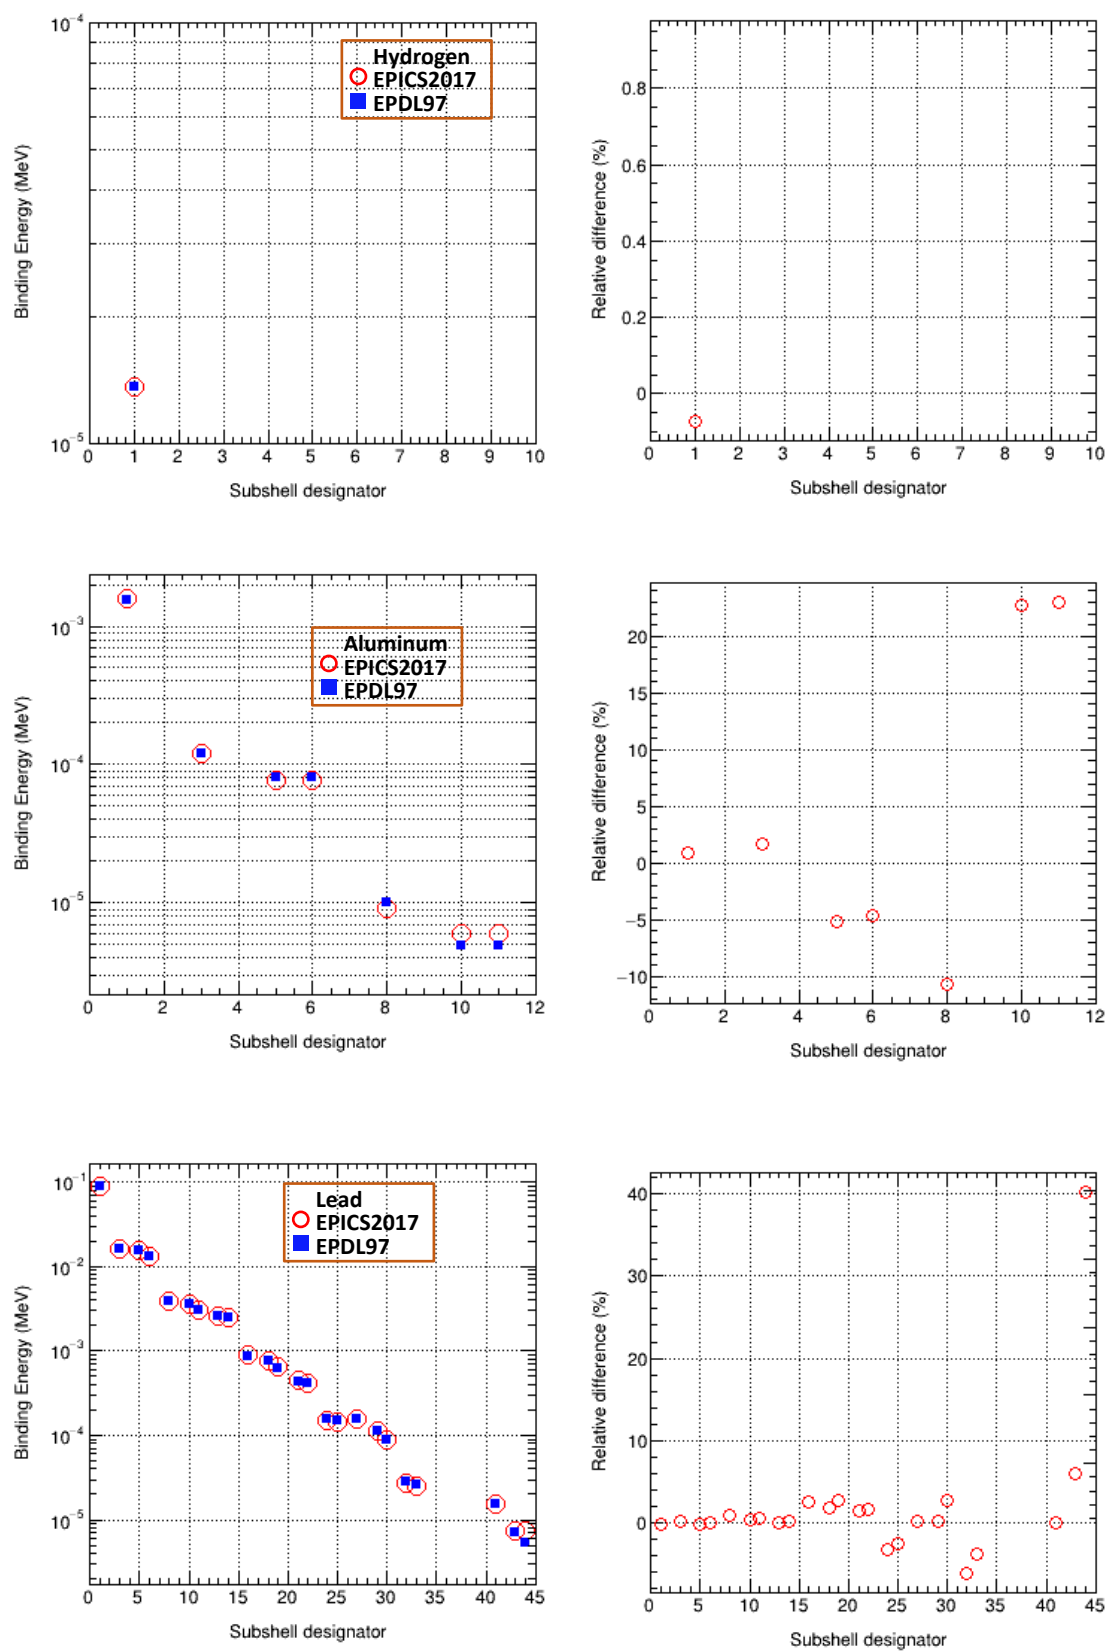 10⁻⁴
Hydrogen
EPICS2017
EPDL97
Binding Energy (MeV)
10⁻⁵
0 1 2 3 4 5 6 7 8 9 10
Subshell designator
0.8
0.6
0.4
0.2
0
Relative difference (%)
0 1 2 3 4 5 6 7 8 9 10
Subshell designator
10⁻³
10⁻⁴
10⁻⁵
Aluminum
EPICS2017
EPDL97
Binding Energy (MeV)
0 2 4 6 8 10 12
Subshell designator
20
15
10
5
0
−5
−10
Relative difference (%)
0 2 4 6 8 10 12
Subshell designator
10⁻¹
10⁻²
10⁻³
10⁻⁴
10⁻⁵
Lead
EPICS2017
EPDL97
Binding Energy (MeV)
0 5 10 15 20 25 30 35 40 45
Subshell designator
40
30
20
10
0
Relative difference (%)
0 5 10 15 20 25 30 35 40 45
Subshell designator